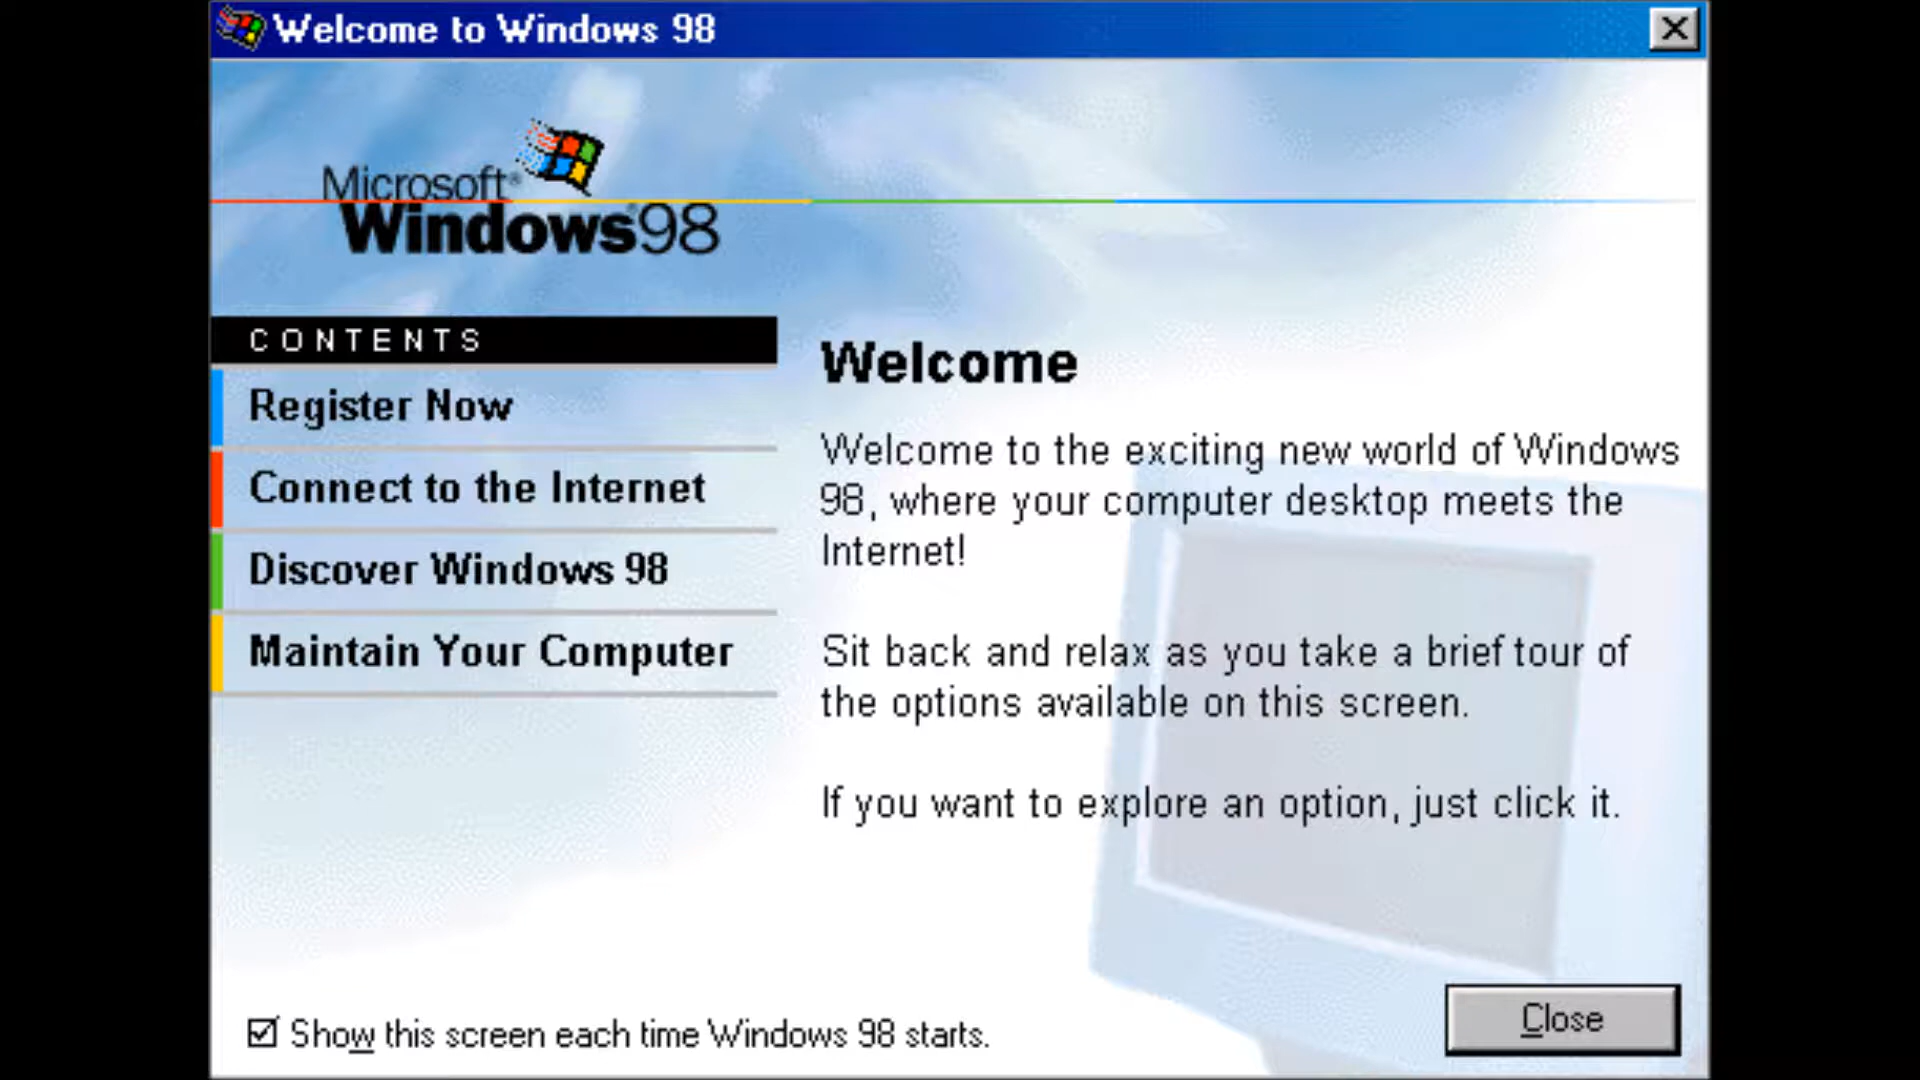 Welcome to Windows 98
Microsoft®
Windows 98
CONTENTS
Register Now
Connect to the Internet
Discover Windows 98
Maintain Your Computer
Welcome
Welcome to the exciting new world of Windows
98, where your computer desktop meets the
Internet!
Sit back and relax as you take a brief tour of
the options available on this screen.
If you want to explore an option, just click it.
Show this screen each time Windows 98 starts.
Close